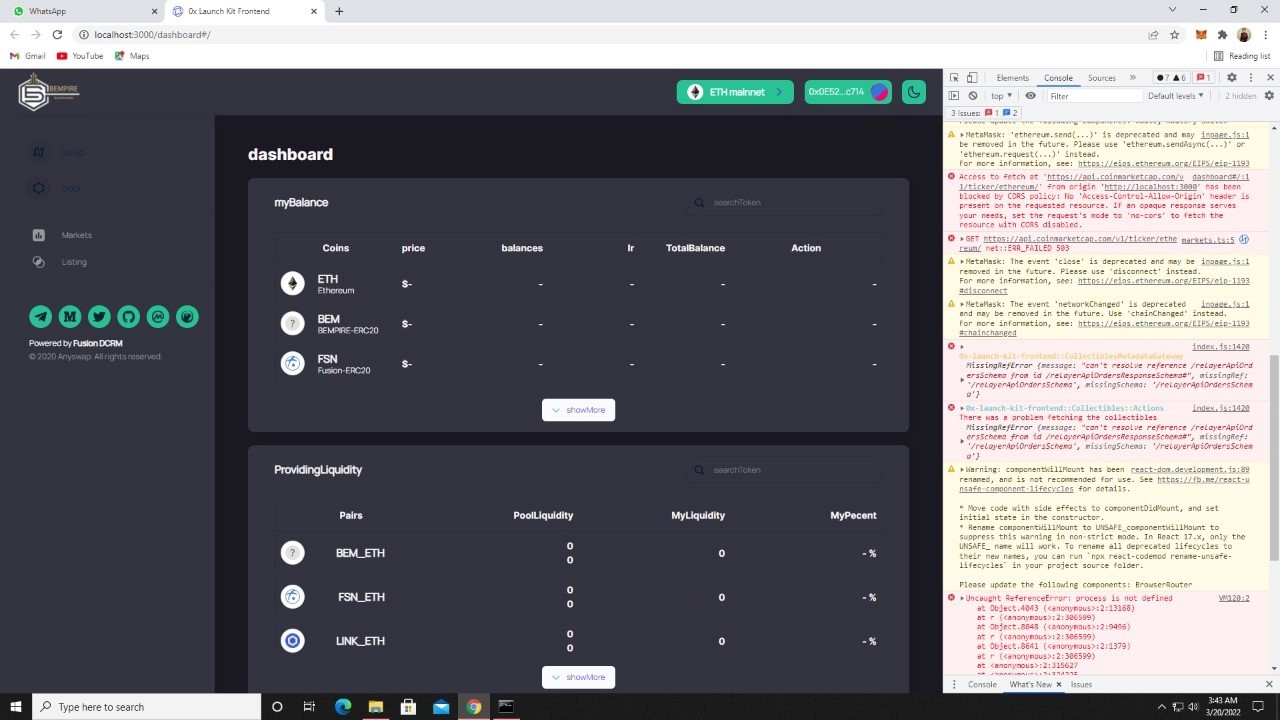 WhatsApp
0x Launch Kit Frontend
localhost:3000/dashboard#/
Gmail
YouTube
Maps
Reading list
BEMPIRE
ETH mainnet
0x0E52...c714
Markets
Listing
Powered by Fusion DCRM
© 2020 Anyswap. All rights reserved.
dashboard
myBalance
searchToken
Coins price balances lr TotalBalance Action
ETH
Ethereum
$- - - - -
BEM
BEMPIRE-ERC20
$- - - - -
FSN
Fusion-ERC20
$- - - - -
showMore
ProvidingLiquidity
searchToken
Pairs PoolLiquidity MyLiquidity MyPecent
? BEM_ETH 0 0 - %
0
FSN_ETH 0 0 - %
0
LINK_ETH 0 0 - %
0
showMore
Elements Console Sources » 7 6 1
top Filter Default levels 2 hidden
3 Issues: 1 2
MetaMask: 'ethereum.send(...)' is deprecated and may inpage.js:1
be removed in the future. Please use 'ethereum.sendAsync(...)' or
'ethereum.request(...)' instead.
For more information, see: https://eips.ethereum.org/EIPS/eip-1193
Access to fetch at 'https://api.coinmarketcap.com/v dashboard#/:1
1/ticker/ethereum/' from origin 'http://localhost:3000' has been
blocked by CORS policy: No 'Access-Control-Allow-Origin' header is
present on the requested resource. If an opaque response serves
your needs, set the request's mode to 'no-cors' to fetch the
resource with CORS disabled.
GET https://api.coinmarketcap.com/v1/ticker/ethe markets.ts:5
reum/ net::ERR_FAILED 503
MetaMask: The event 'close' is deprecated and may be inpage.js:1
removed in the future. Please use 'disconnect' instead.
For more information, see: https://eips.ethereum.org/EIPS/eip-1193
#disconnect
MetaMask: The event 'networkChanged' is deprecated inpage.js:1
and may be removed in the future. Use 'chainChanged' instead.
For more information, see: https://eips.ethereum.org/EIPS/eip-1193
#chainchanged
index.js:1420
0x-launch-kit-frontend::CollectiblesMetadataGateway
MissingRefError {message: "can't resolve reference /relayerApiOrd
ersSchema from id /relayerApiOrdersResponseSchema#", missingRef:
'/relayerApiOrdersSchema', missingSchema: '/relayerApiOrdersSchem
a'}
0x-launch-kit-frontend::Collectibles::Actions index.js:1420
There was a problem fetching the collectibles
MissingRefError {message: "can't resolve reference /relayerApiOrd
ersSchema from id /relayerApiOrdersResponseSchema#", missingRef:
'/relayerApiOrdersSchema', missingSchema: '/relayerApiOrdersSchem
a'}
Warning: componentWillMount has been react-dom.development.js:89
renamed, and is not recommended for use. See https://fb.me/react-u
nsafe-component-lifecycles for details.
* Move code with side effects to componentDidMount, and set
initial state in the constructor.
* Rename componentWillMount to UNSAFE_componentWillMount to
suppress this warning in non-strict mode. In React 17.x, only the
UNSAFE_ name will work. To rename all deprecated lifecycles to
their new names, you can run `npx react-codemod rename-unsafe-
lifecycles` in your project source folder.
Please update the following components: BrowserRouter
Uncaught ReferenceError: process is not defined VM120:2
at Object.4043 (<anonymous>:2:13168)
at r (<anonymous>:2:306599)
at Object.8048 (<anonymous>:2:9496)
at r (<anonymous>:2:306599)
at Object.8641 (<anonymous>:2:1379)
at r (<anonymous>:2:306599)
at <anonymous>:2:315627
Console What's New Issues
Type here to search
3:43 AM
3/20/2022